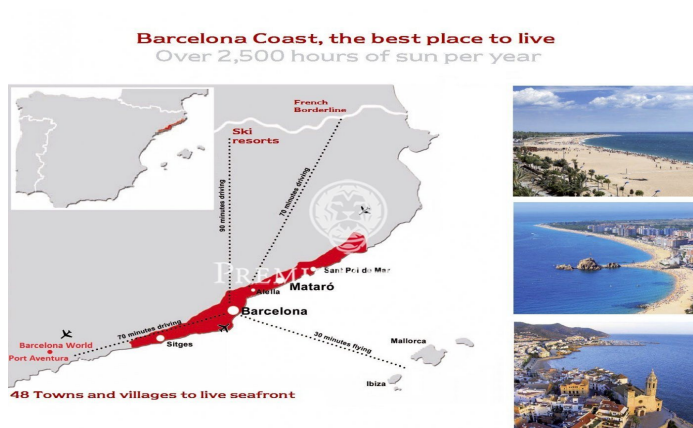 Barcelona Coast, the best place to live
Over 2,500 hours of sun per year
French
Borderline
Ski
resorts
90 minutes driving
70 minutes driving
Sant Pol de Mar
PREMI
Mataró
Alella
Barcelona
70 minutes driving
30 minutes flying
Mallorca
Barcelona World
Port Aventura
Sitges
Ibiza
48 Towns and villages to live seafront